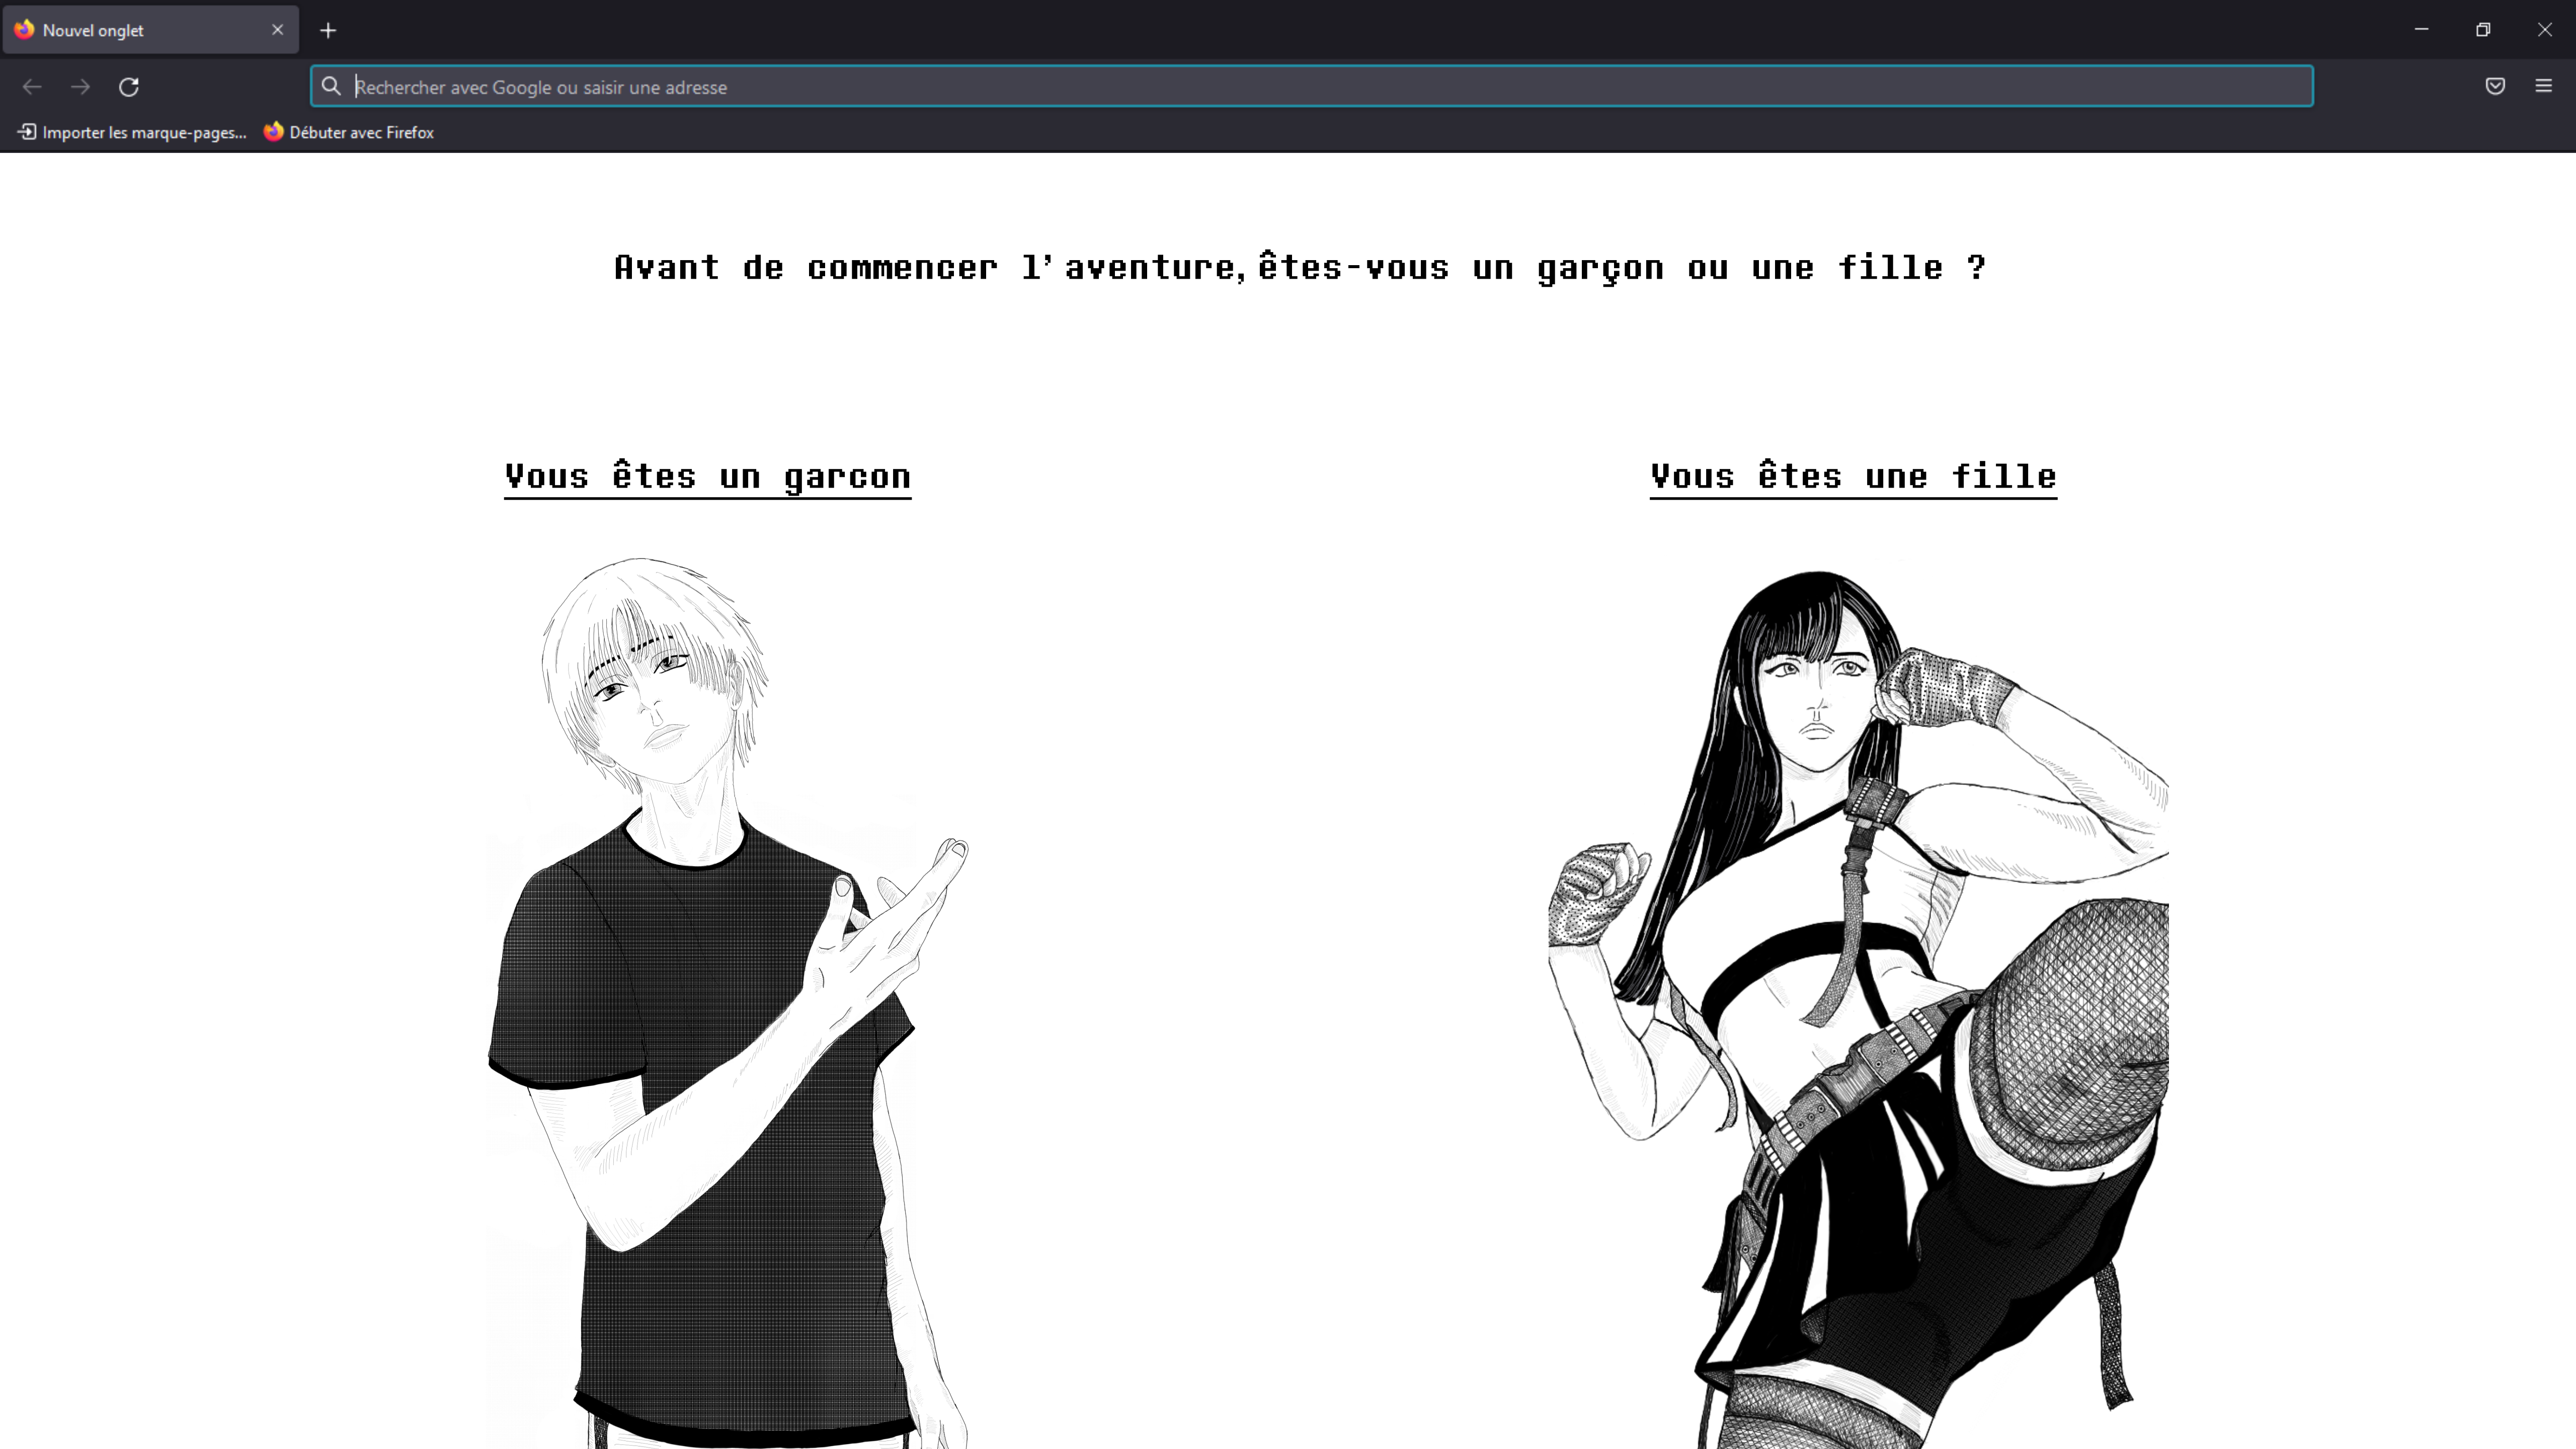 Nouvel onglet
Rechercher avec Google ou saisir une adresse
Importer les marque-pages... Débuter avec Firefox
Avant de commencer l'aventure, êtes-vous un garçon ou une fille ?
Vous êtes un garcon
Vous êtes une fille